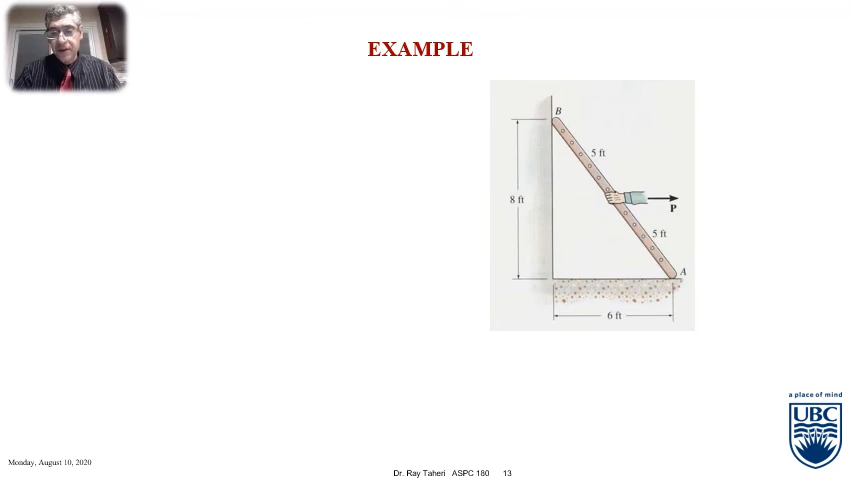 EXAMPLE
B
5 ft
8 ft
P
5 ft
A
6 ft
a place of mind
UBC
Monday, August 10, 2020
Dr. Ray Taheri ASPC 180 13